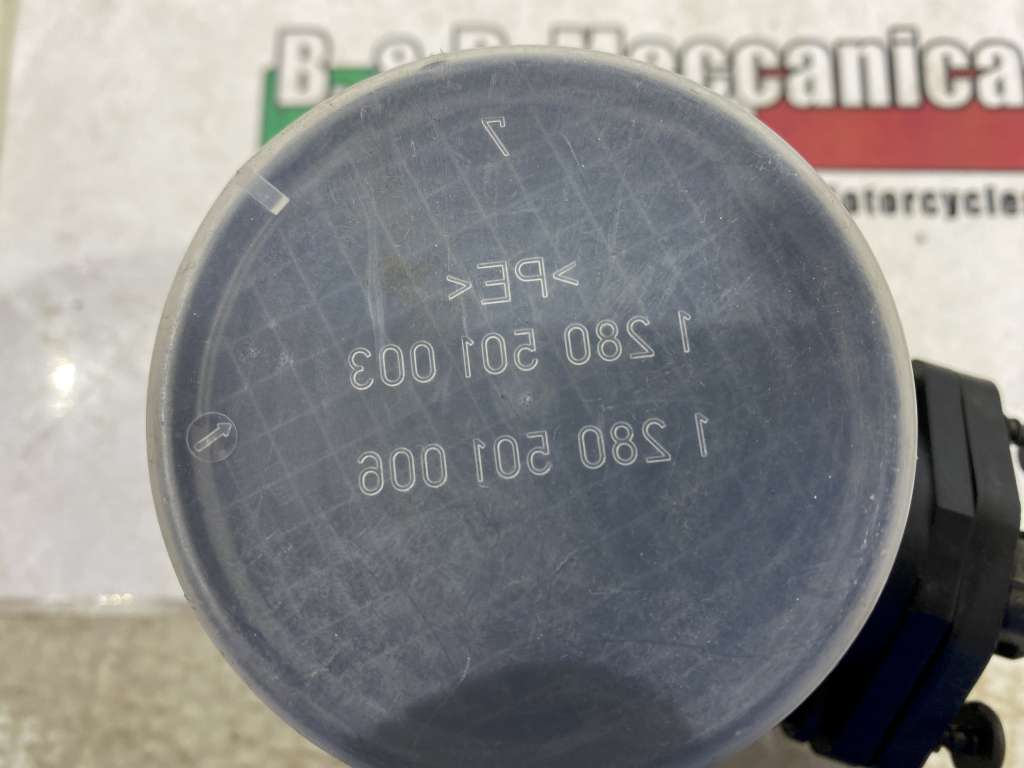 B & B Meccanica
Motorcycles
7
>PE<
1 280 501 003
1 280 501 006